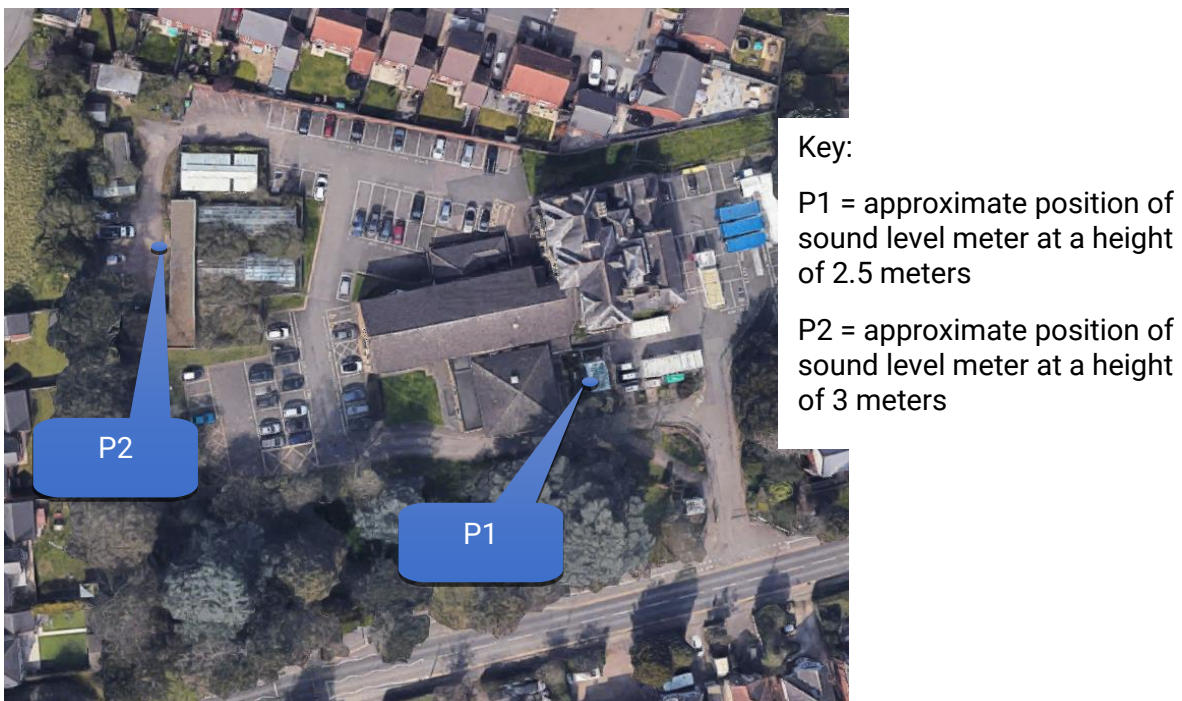 Key:
P1 = approximate position of
sound level meter at a height
of 2.5 meters
P2 = approximate position of
sound level meter at a height
of 3 meters
P2
P1